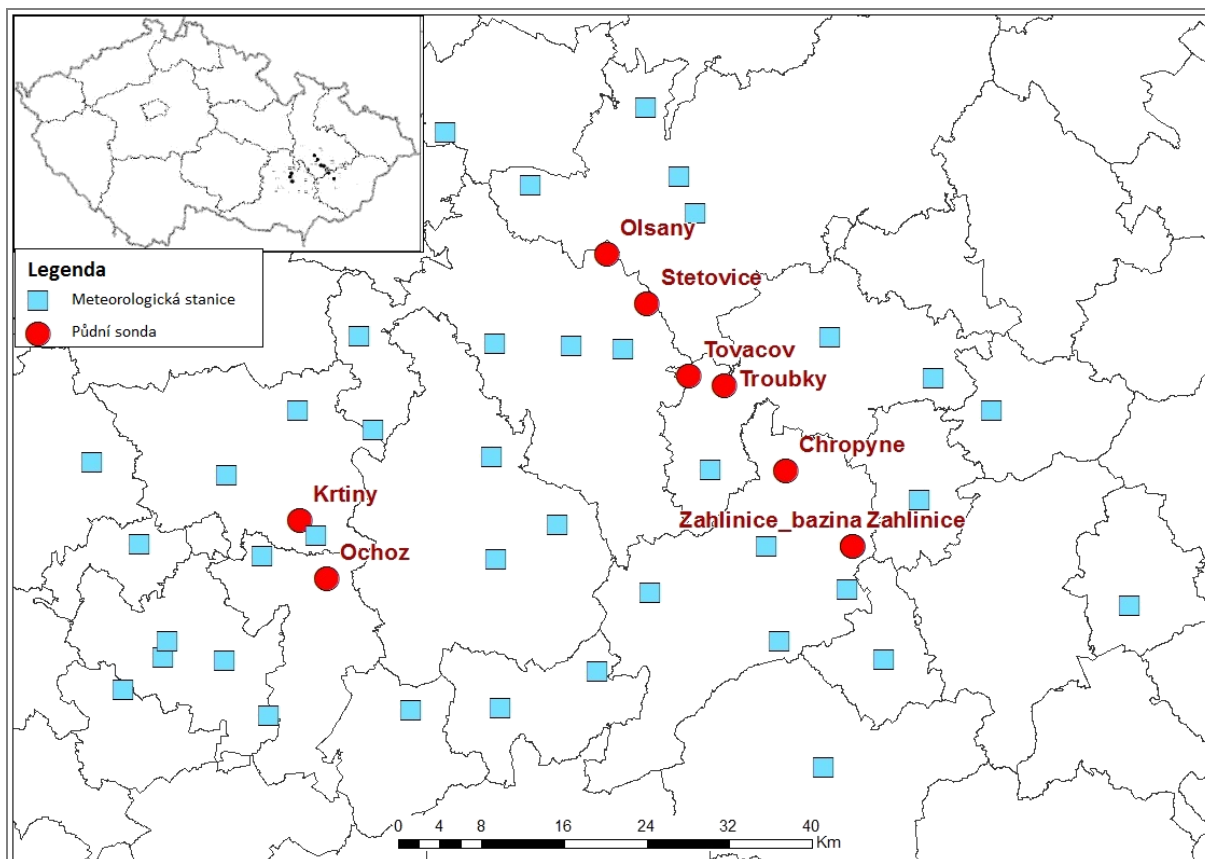 Olsany
Stetovice
Legenda
Meteorologická stanice
Půdní sonda
Tovacov
Troubky
Chropyne
Krtiny
Zahlinice_bazina Zahlinice
Ochoz
0 4 8 16 24 32 40
Km